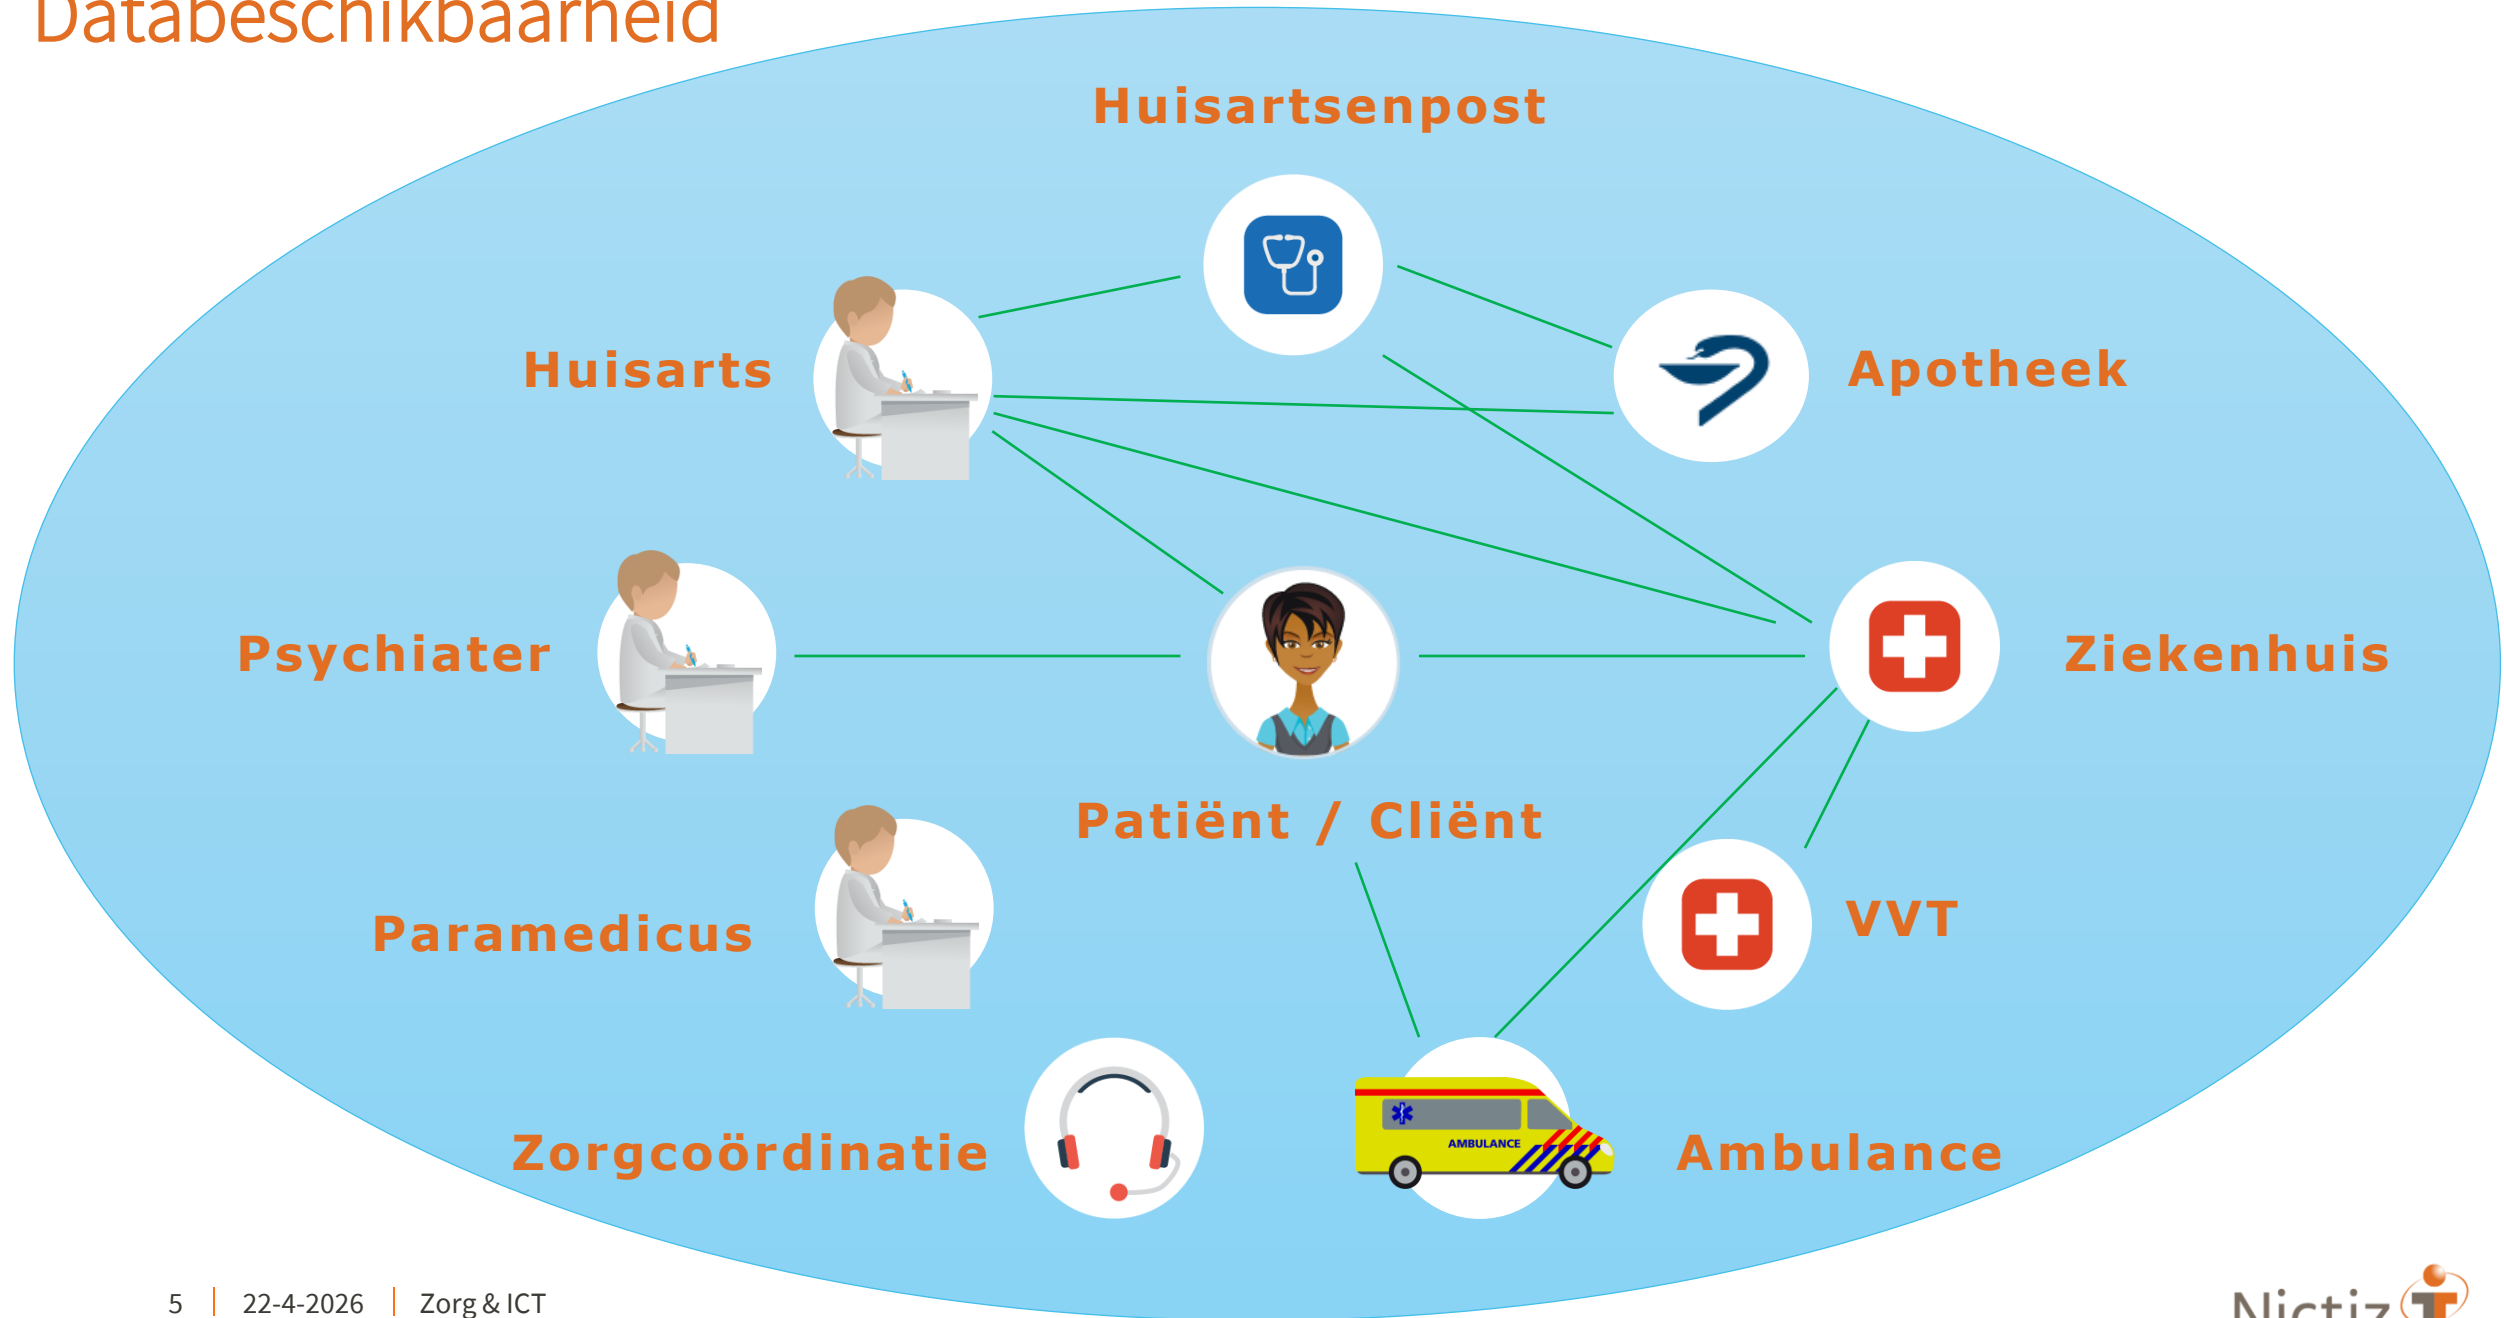 Databeschikbaarheid
Huisartsenpost
Huisarts
Apotheek
Psychiater
Ziekenhuis
Patiënt / Cliënt
Paramedicus
VVT
AMBULANCE
Zorgcoördinatie
Ambulance
5
22-4-2026
Zorg & ICT
Nictiz